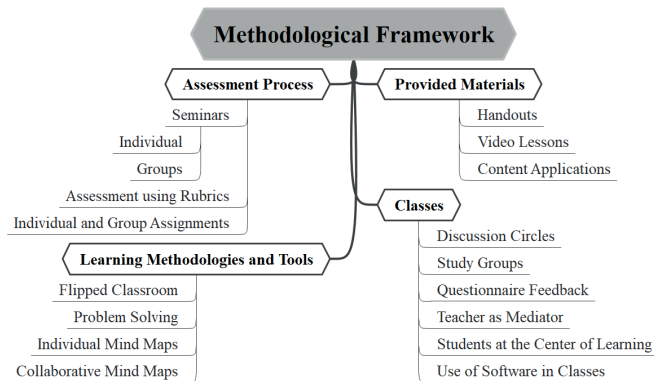 Methodological Framework
Assessment Process
Seminars
Individual
Groups
Assessment using Rubrics
Individual and Group Assignments
Learning Methodologies and Tools
Flipped Classroom
Problem Solving
Individual Mind Maps
Collaborative Mind Maps
Provided Materials
Handouts
Video Lessons
Content Applications
Classes
Discussion Circles
Study Groups
Questionnaire Feedback
Teacher as Mediator
Students at the Center of Learning
Use of Software in Classes